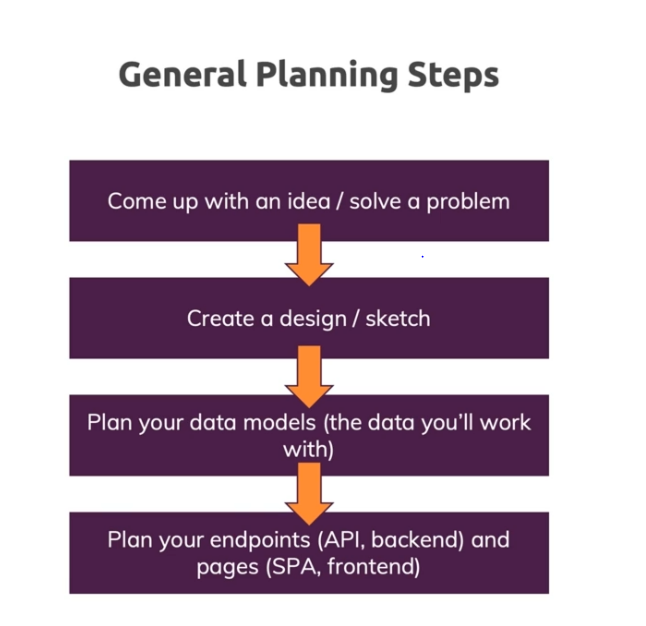 General Planning Steps
Come up with an idea / solve a problem
Create a design / sketch
Plan your data models (the data you’ll work
with)
Plan your endpoints (API, backend) and
pages (SPA, frontend)